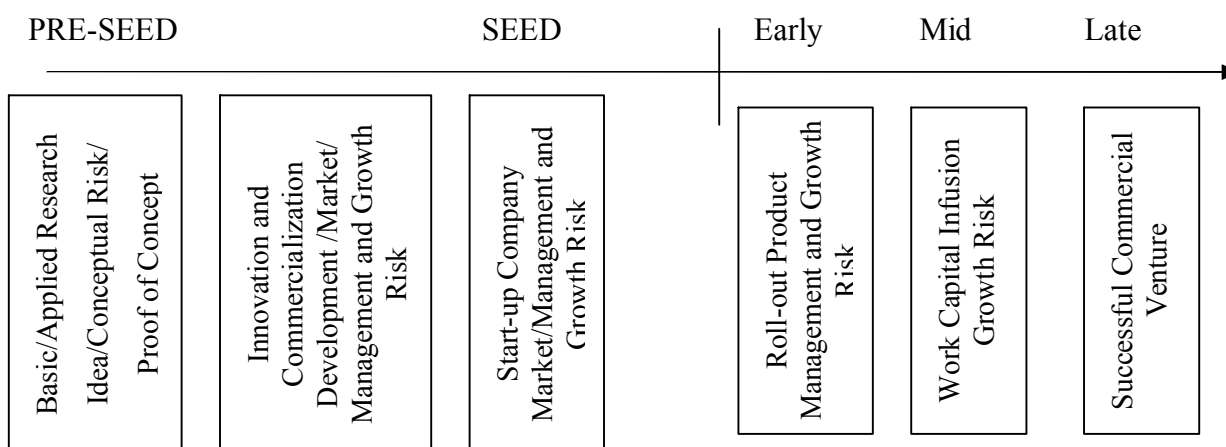 PRE-SEED SEED Early Mid Late
Basic/Applied Research
Idea/Conceptual Risk/
Proof of Concept
Innovation and
Commercialization
Development /Market/
Management and Growth
Risk
Start-up Company
Market/Management and
Growth Risk
Roll-out Product
Management and Growth
Risk
Work Capital Infusion
Growth Risk
Successful Commercial
Venture